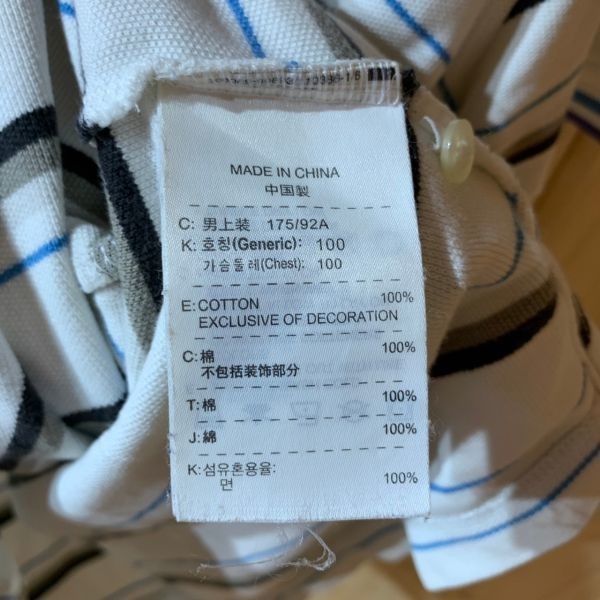 MADE IN CHINA
中国製
C: 男上装 175/92A
K: 호칭(Generic): 100
가슴둘레(Chest): 100
E: COTTON 100%
EXCLUSIVE OF DECORATION
C: 棉 100%
不包括装饰部分
T: 棉 100%
J: 綿 100%
K: 섬유혼용율:
면 100%